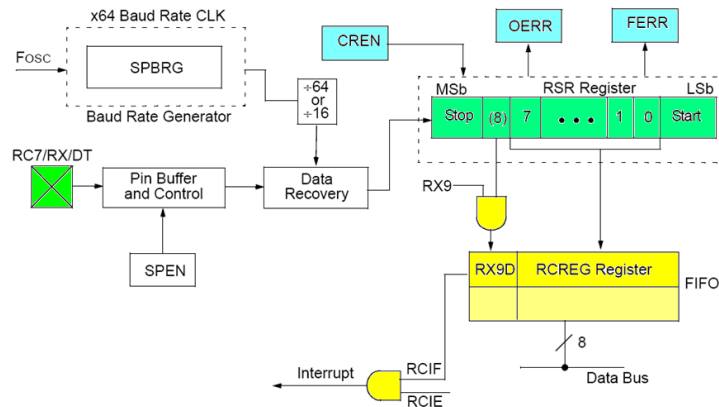 x64 Baud Rate CLK
FOSC
SPBRG
Baud Rate Generator
÷64
or
÷16
CREN
OERR
FERR
MSb
RSR Register
LSb
Stop
(8)
7
• • •
1
0
Start
RC7/RX/DT
Pin Buffer
and Control
Data
Recovery
SPEN
RX9
RX9D
RCREG Register
FIFO
8
Data Bus
Interrupt
RCIF
RCIE